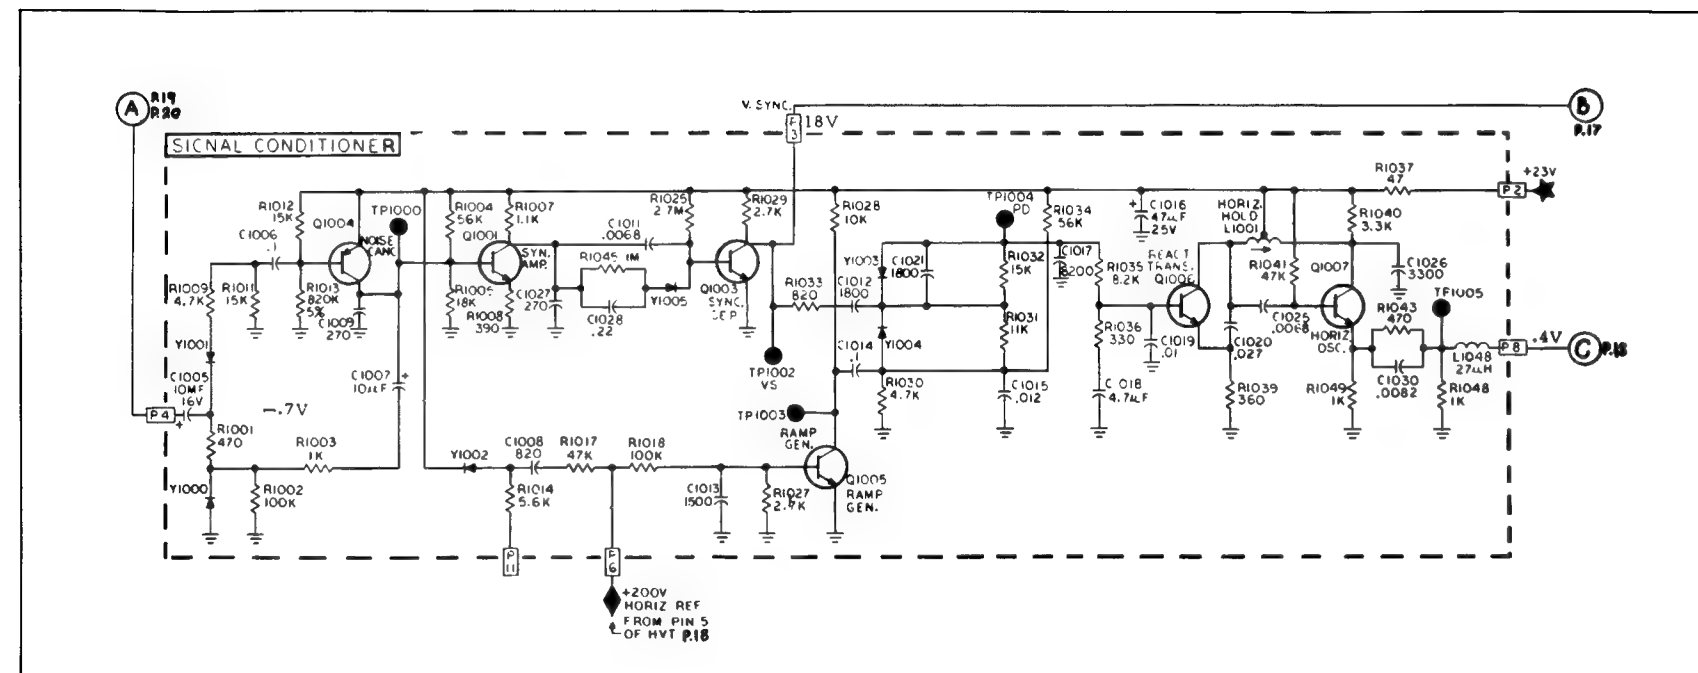 A
R19
P.20
B
P.17
V. SYNC.
P
3
18V
SIGNAL CONDITIONER
P2
+23V
R1037
47
R1012
15K
Q1004
NOISE
CANC
TP1000
R1004
56K
R1007
1.1K
Q1001
SYN.
AMP.
C1011
.0068
R1025
2.7M
R1029
2.7K
R1028
10K
TP1004
PD
R1034
56K
C1016
47µF
25V
HORIZ.
HOLD
L1001
R1040
3.3K
C1006
.1
R1009
4.7K
R1011
15K
R1013
820K
5%
C1009
270
R1005
18K
R1008
390
C1027
270
R1045 1M
C1028
.22
Y1005
Q1003
SYNC.
SEP.
R1033
820
C1012
1800
Y1003
C1021
1800
R1032
15K
C1017
8200
R1035
8.2K
REACT
TRANS.
Q1006
R1041
47K
Q1007
HORIZ.
OSC.
C1026
3300
TP1005
Y1001
C1005
10MF
16V
P4
C1007
10µF
-.7V
TP1002
VS
C1014
.1
Y1004
R1031
11K
R1036
330
C1019
.01
C1020
.027
C1025
.0068
R1043
470
C1030
.0082
L1048
27µH
P8
.4V
C
R1001
470
R1003
1K
TP1003
R1030
4.7K
C1015
.012
C1018
4.7µF
R1039
360
R1049
1K
R1048
1K
Y1000
R1002
100K
Y1002
C1008
820
R1017
47K
R1018
100K
RAMP
GEN.
R1014
5.6K
C1013
1500
R1027
2.7K
Q1005
RAMP
GEN.
P
11
P
6
+200V
HORIZ REF
FROM PIN 5
OF HVT P.18